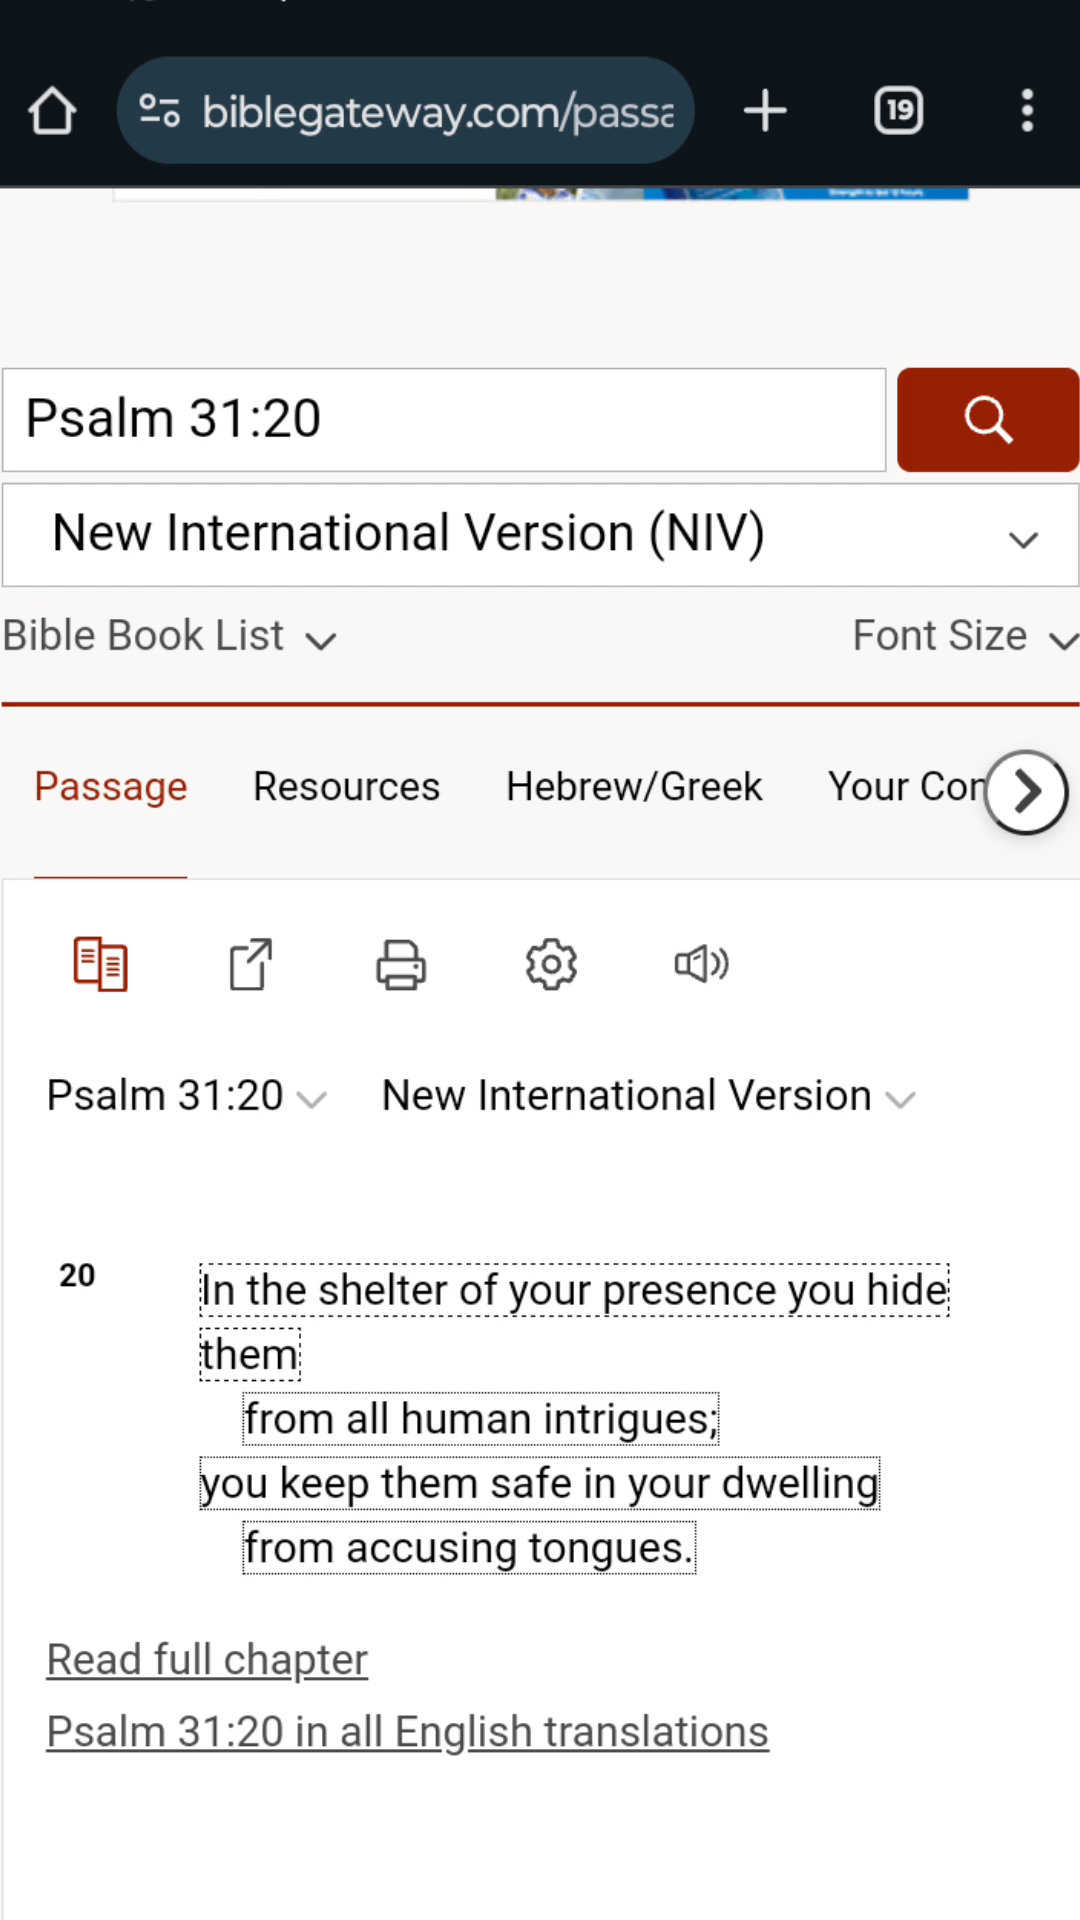 biblegateway.com/passa
19
Psalm 31:20
New International Version (NIV)
Bible Book List
Font Size
Passage
Resources
Hebrew/Greek
Your Con
Psalm 31:20
New International Version
20
In the shelter of your presence you hide
them
from all human intrigues;
you keep them safe in your dwelling
from accusing tongues.
Read full chapter
Psalm 31:20 in all English translations